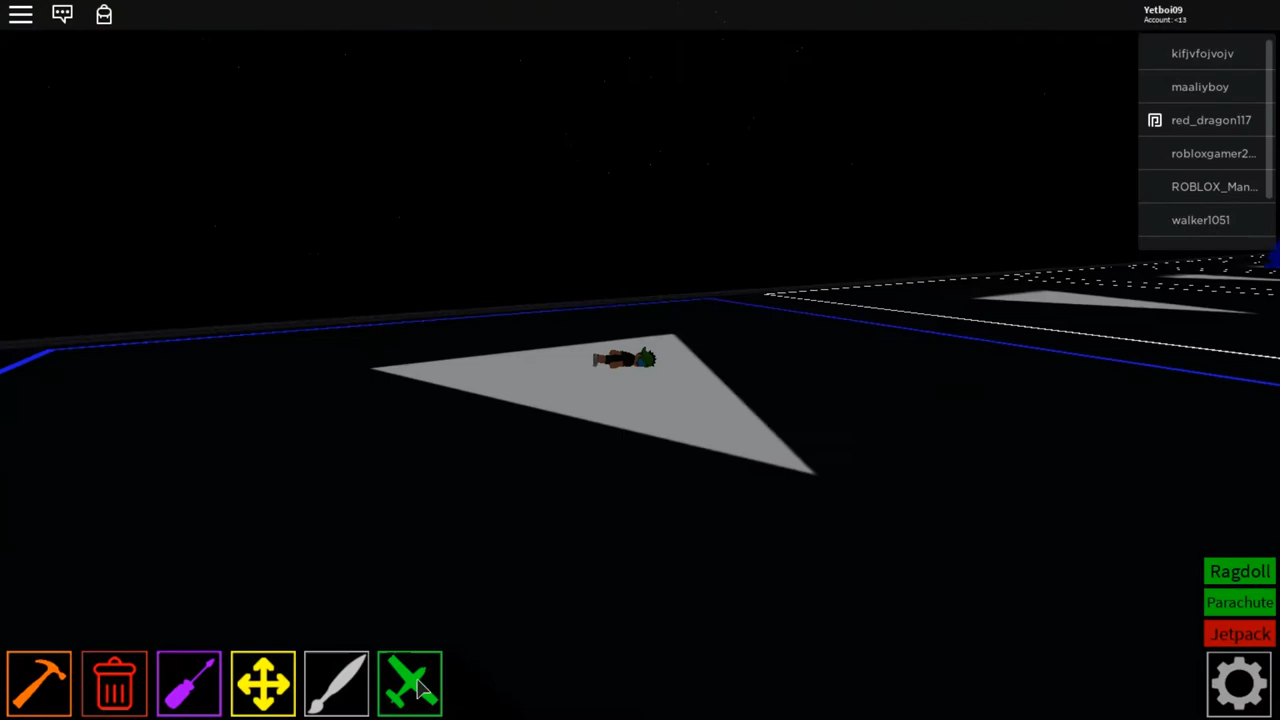 Yetboi09
Account: <13
kifjvfojvojv
maaliyboy
red_dragon117
robloxgamer2...
ROBLOX_Man...
walker1051
Ragdoll
Parachute
Jetpack